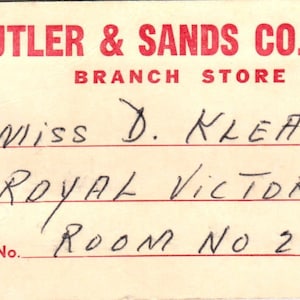 UTLER & SANDS CO.
BRANCH STORE
MISS D. KLEA
ROYAL VICTOR
No. ROOM NO 2